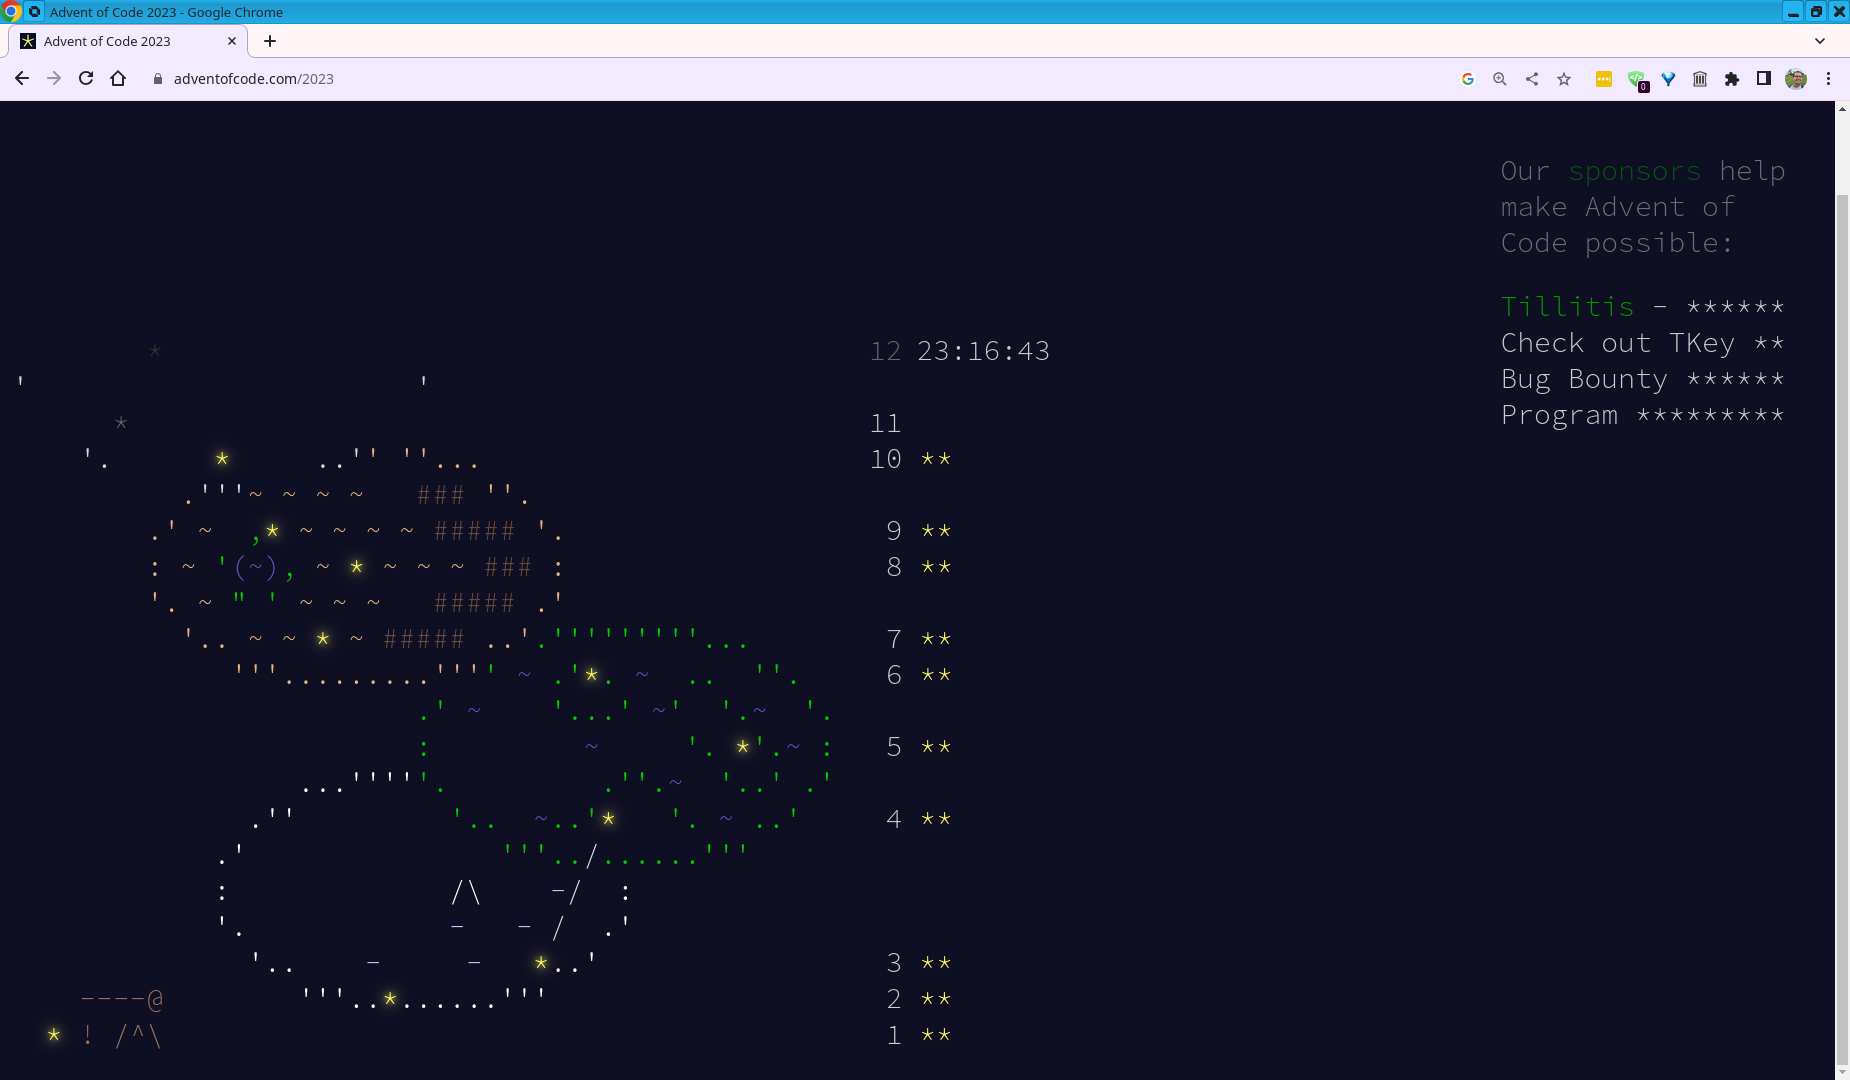 Advent of Code 2023 - Google Chrome
Advent of Code 2023
adventofcode.com/2023
0
Our sponsors help
make Advent of
Code possible:
Tillitis - ******
Check out TKey **
Bug Bounty ******
Program *********
12 23:16:43
11
10 **
9 **
8 **
7 **
6 **
5 **
4 **
3 **
2 **
1 **